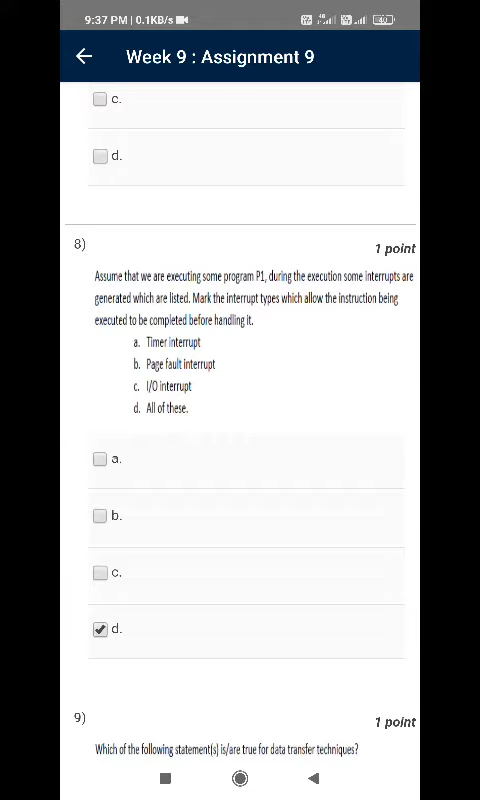 9:37 PM | 0.1KB/s
Week 9 : Assignment 9
c.
d.
8)
1 point
Assume that we are executing some program P1, during the execution some interrupts are
generated which are listed. Mark the interrupt types which allow the instruction being
executed to be completed before handling it.
a. Timer interrupt
b. Page fault interrupt
c. I/O interrupt
d. All of these.
a.
b.
c.
d.
9)
1 point
Which of the following statement(s) is/are true for data transfer techniques?